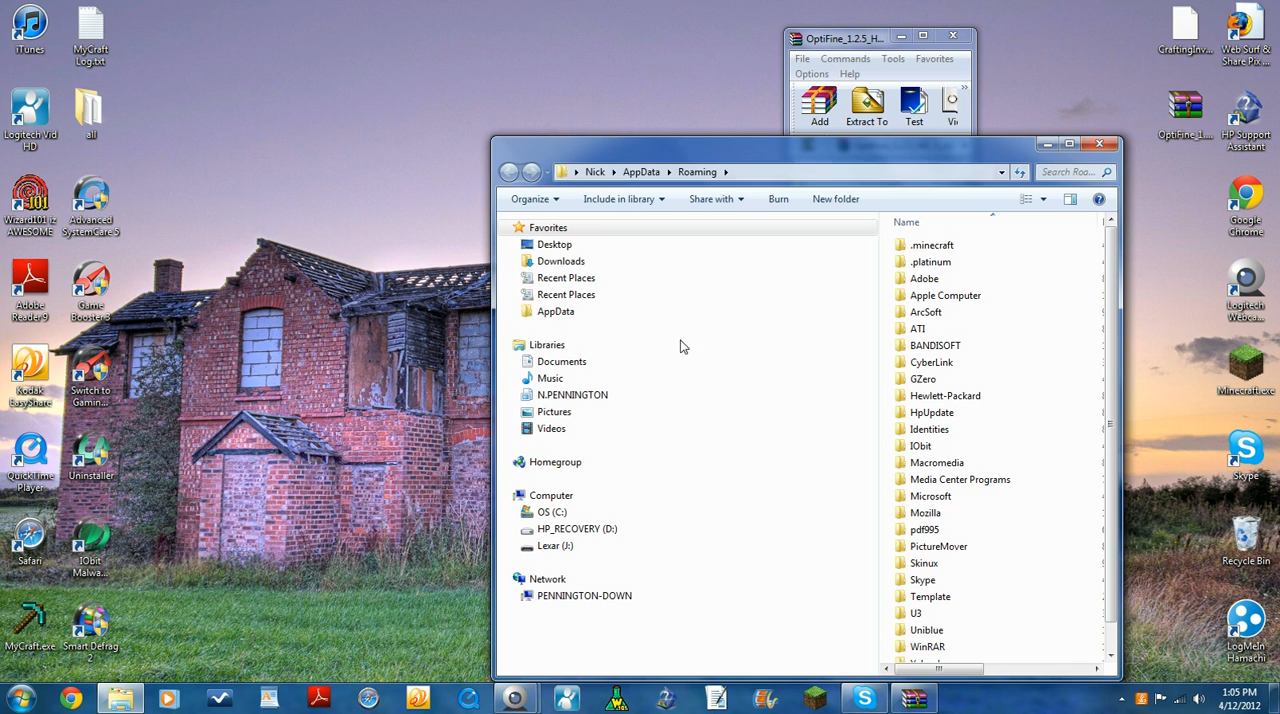 iTunes
MyCraft
Log.txt
Logitech Vid
HD
all
Wizard101 iz
AWESOME
Advanced
SystemCare 5
Adobe
Reader 9
Game
Booster 3
Kodak
EasyShare
Switch to
Gamin...
QuickTime
Player
Uninstaller
Safari
IObit
Malwa...
MyCraft.exe
Smart Defrag
2
OptiFine_1.2.5_H...
File Commands Tools Favorites
Options Help
Add Extract To Test Vi
Nick AppData Roaming
Search Roa...
Organize Include in library Share with Burn New folder
Favorites
Desktop
Downloads
Recent Places
Recent Places
AppData
Libraries
Documents
Music
N.PENNINGTON
Pictures
Videos
Homegroup
Computer
OS (C:)
HP_RECOVERY (D:)
Lexar (J:)
Network
PENNINGTON-DOWN
Name
.minecraft
.platinum
Adobe
Apple Computer
ArcSoft
ATI
BANDISOFT
CyberLink
GZero
Hewlett-Packard
HpUpdate
Identities
IObit
Macromedia
Media Center Programs
Microsoft
Mozilla
pdf995
PictureMover
Skinux
Skype
Template
U3
Uniblue
WinRAR
CraftingInv...
Web Surf &
Share Pix ...
OptiFine_1....
HP Support
Assistant
Google
Chrome
Logitech
Webca...
Minecraft.exe
Skype
Recycle Bin
LogMeIn
Hamachi
1:05 PM
4/12/2012